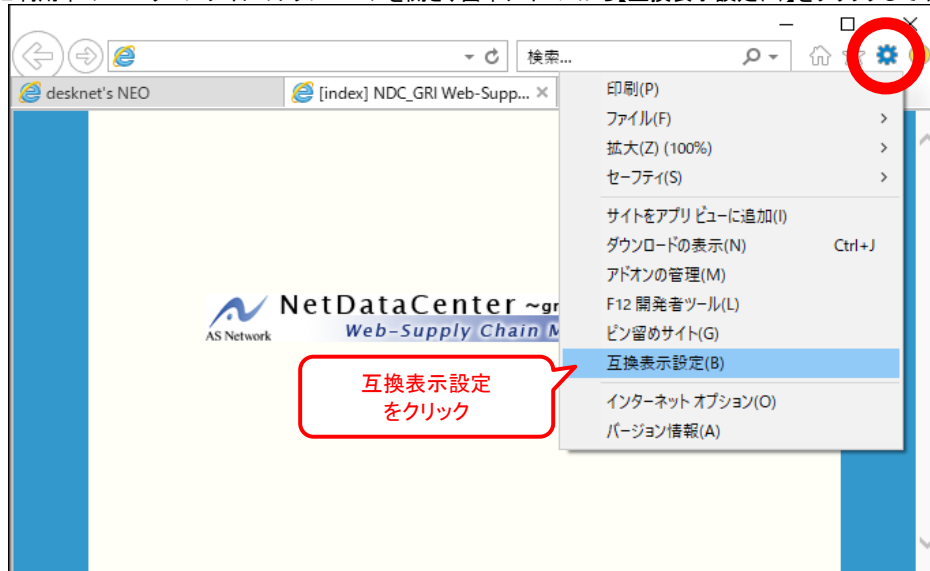 検索...
desknet's NEO
[index] NDC_GRI Web-Supp...
印刷(P)
ファイル(F)
拡大(Z) (100%)
セーフティ(S)
サイトをアプリ ビューに追加(I)
ダウンロードの表示(N) Ctrl+J
アドオンの管理(M)
F12 開発者ツール(L)
ピン留めサイト(G)
互換表示設定(B)
インターネット オプション(O)
バージョン情報(A)
NetDataCenter ~gr
AS Network
Web-Supply Chain M
互換表示設定
をクリック